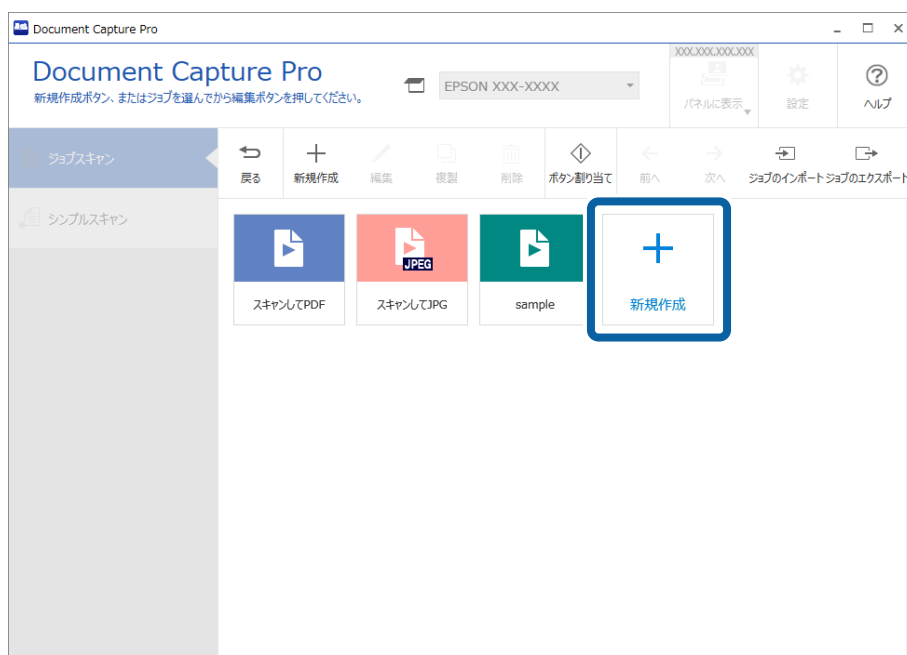 Document Capture Pro
Document Capture Pro
新規作成ボタン、またはジョブを選んでから編集ボタンを押してください。
EPSON XXX-XXXX
XXX.XXX.XXX.XXX
パネルに表示
設定
ヘルプ
ジョブスキャン
シンプルスキャン
戻る
新規作成
編集
複製
削除
ボタン割り当て
前へ
次へ
ジョブのインポート
ジョブのエクスポート
JPEG
スキャンしてPDF
スキャンしてJPG
sample
新規作成